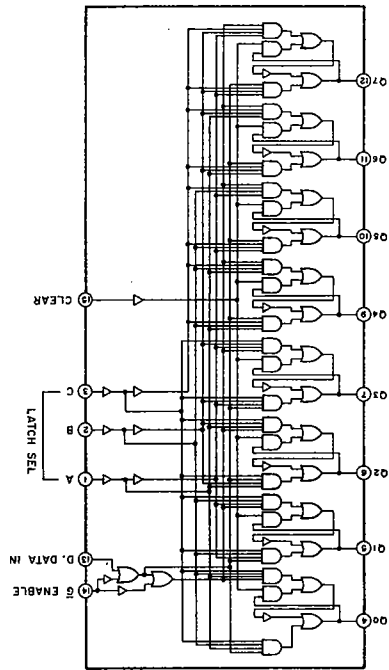 G̅ ENABLE 14
D. DATA IN 13
LATCH SEL
A 1
B 2
C 3
CLEAR 15
4 Q0
5 Q1
6 Q2
7 Q3
9 Q4
10 Q5
11 Q6
12 Q7